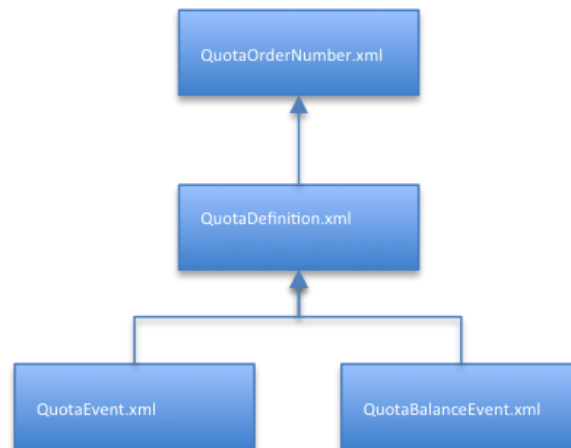 QuotaOrderNumber.xml
QuotaDefinition.xml
QuotaEvent.xml
QuotaBalanceEvent.xml